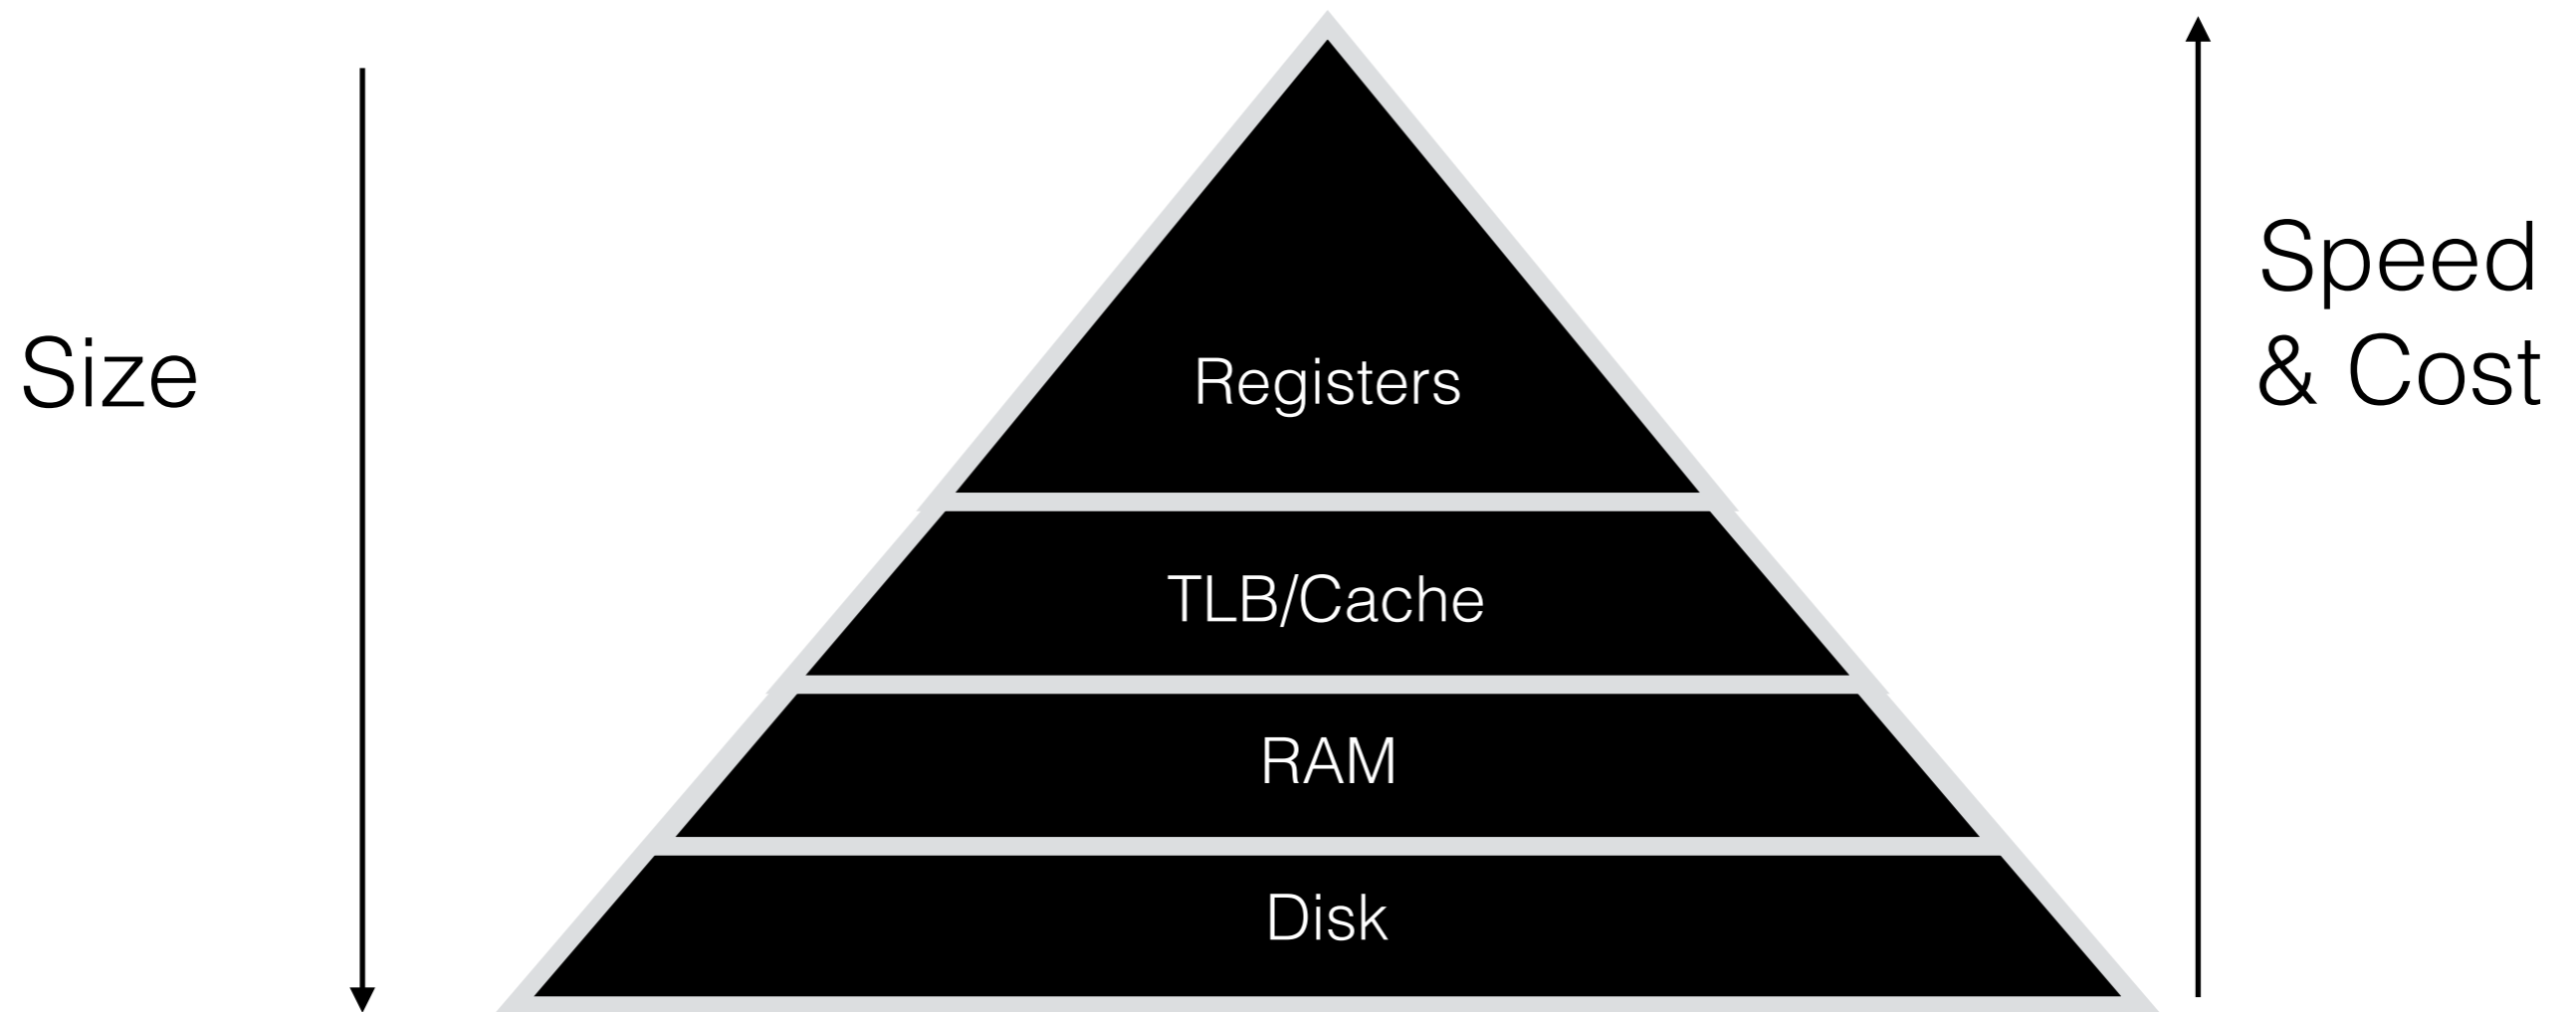 Size
Speed
& Cost
Registers
TLB/Cache
RAM
Disk